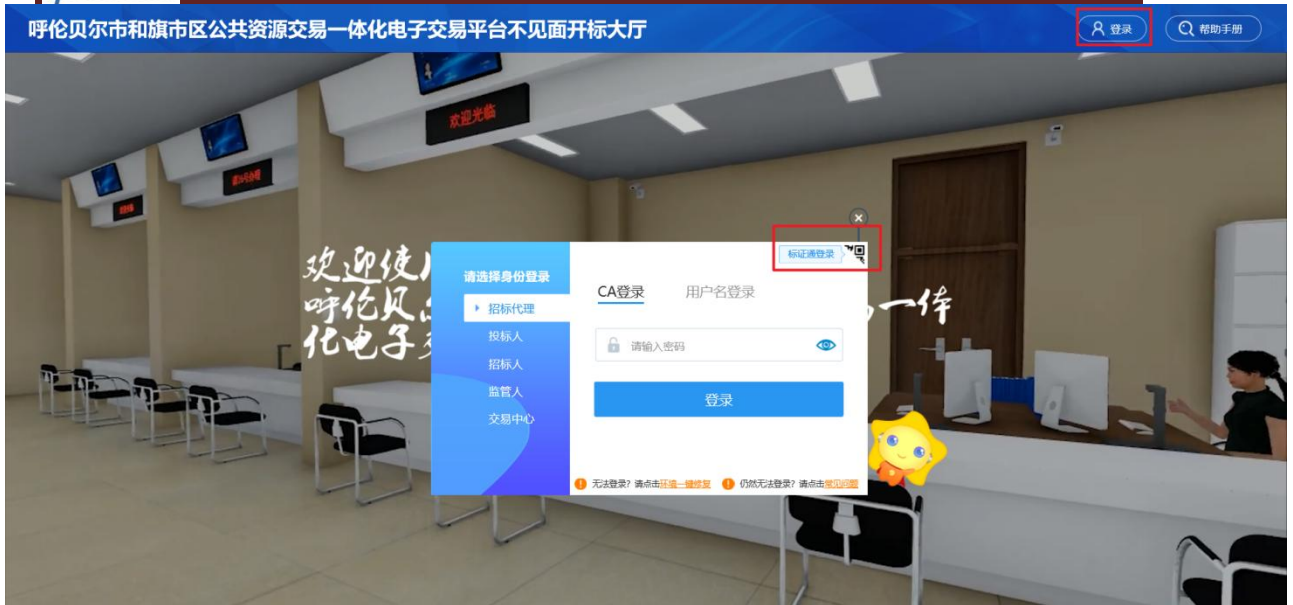 呼伦贝尔市和旗市区公共资源交易一体化电子交易平台不见面开标大厅
登录
帮助手册
欢迎光临
欢迎使
呼伦贝
一体
化电子
标证通登录
请选择身份登录
招标代理
投标人
招标人
监管人
交易中心
CA登录 用户名登录
请输入密码
登录
无法登录？请点击环境一键修复 仍然无法登录？请点击常见问题